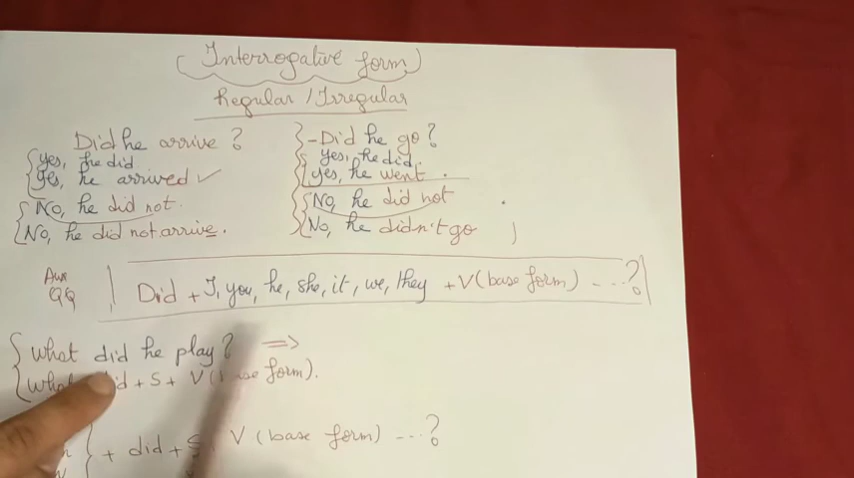 Interrogative form
Regular / Irregular
Did he arrive?
yes, he did
yes, he arrived ✓
No, he did not.
No, he did not arrive.
- Did he go?
yes, he did.
yes, he went.
No, he did not
No, he didn't go
Aux
QQ
Did + I, you, he, she, it, we, they + V (base form) ....?
what did he play? =>
+ S + V (base form).
+ did + S + V (base form) ....?